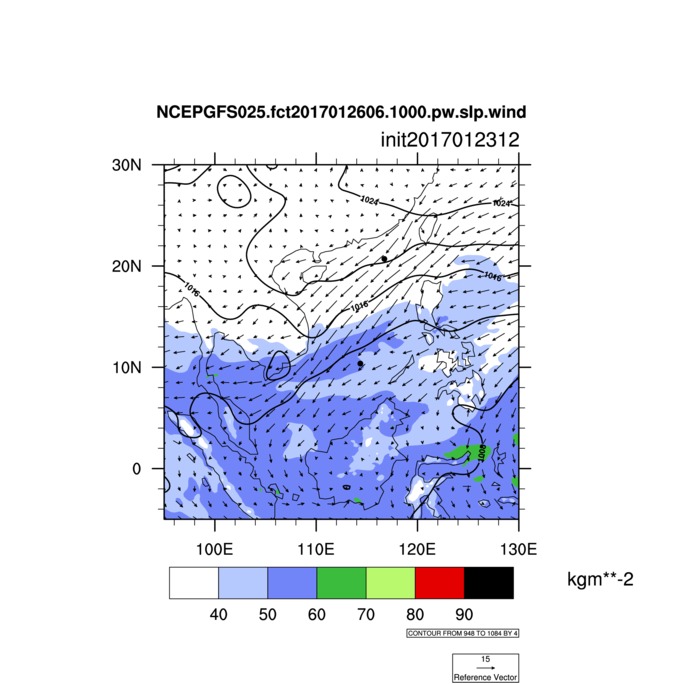 NCEPGFS025.fct2017012606.1000.pw.slp.wind
init2017012312
30N
20N
10N
0
1024
1024
1016
1016
1016
1008
100E 110E 120E 130E
kgm**-2
40 50 60 70 80 90
CONTOUR FROM 948 TO 1084 BY 4
15
Reference Vector